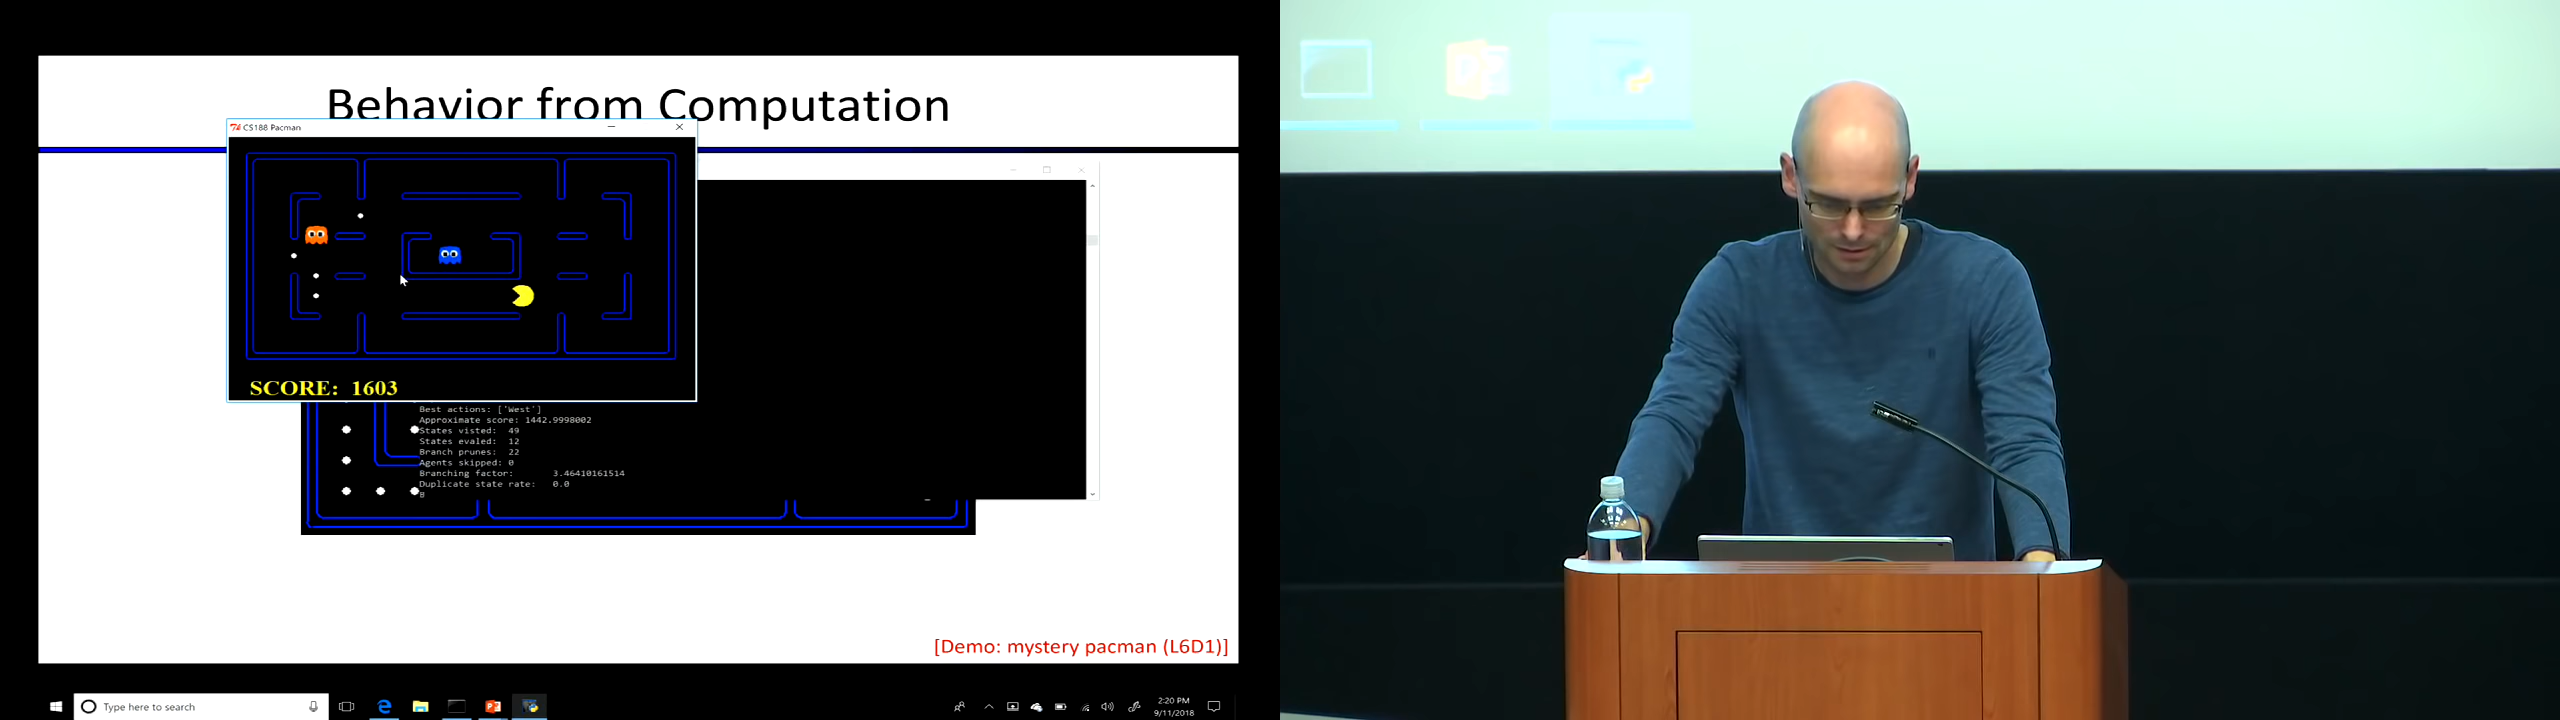 Behavior from Computation
CS188 Pacman
SCORE: 1603
Best actions: ['West']
Approximate score: 1442.9998002
States visted: 49
States evaled: 12
Branch prunes: 22
Agents skipped: 0
Branching factor: 3.46410161514
Duplicate state rate: 0.0
[Demo: mystery pacman (L6D1)]
Type here to search
2:20 PM
9/11/2018